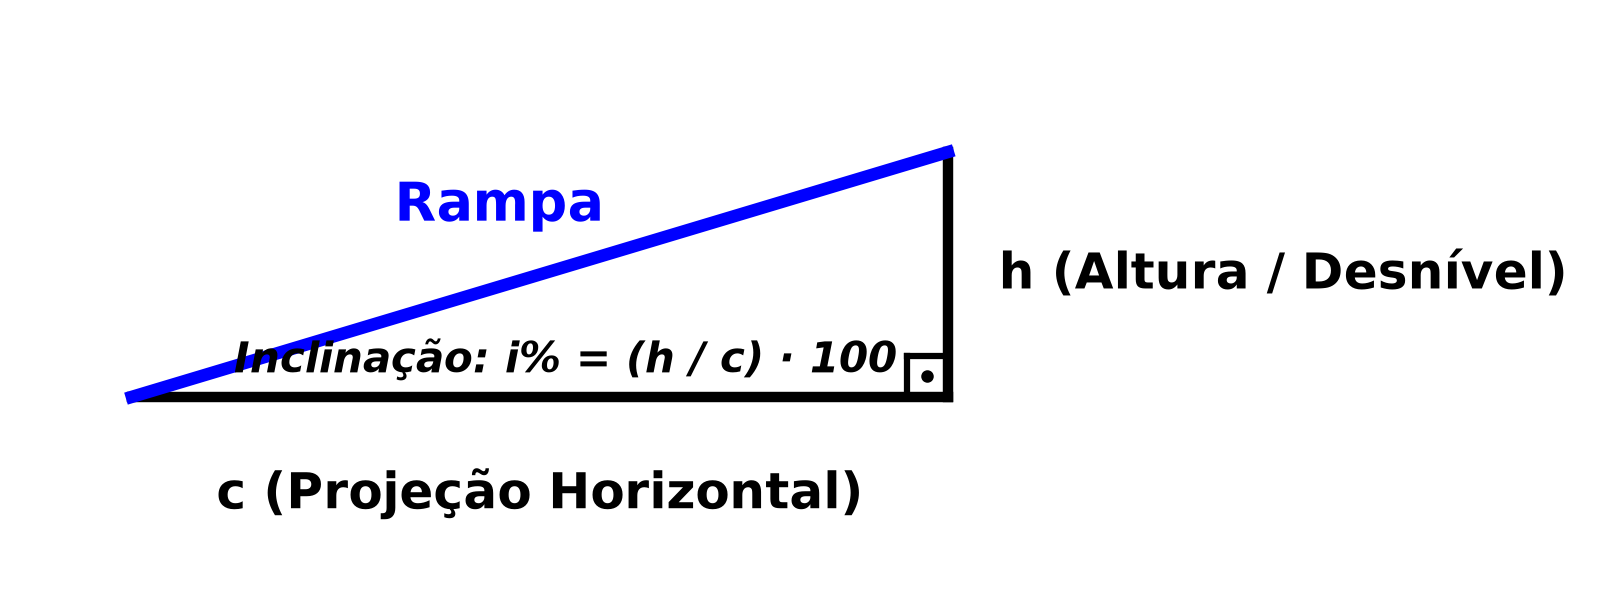 Rampa
h (Altura / Desnível)
Inclinação: i% = (h / c) · 100
c (Projeção Horizontal)